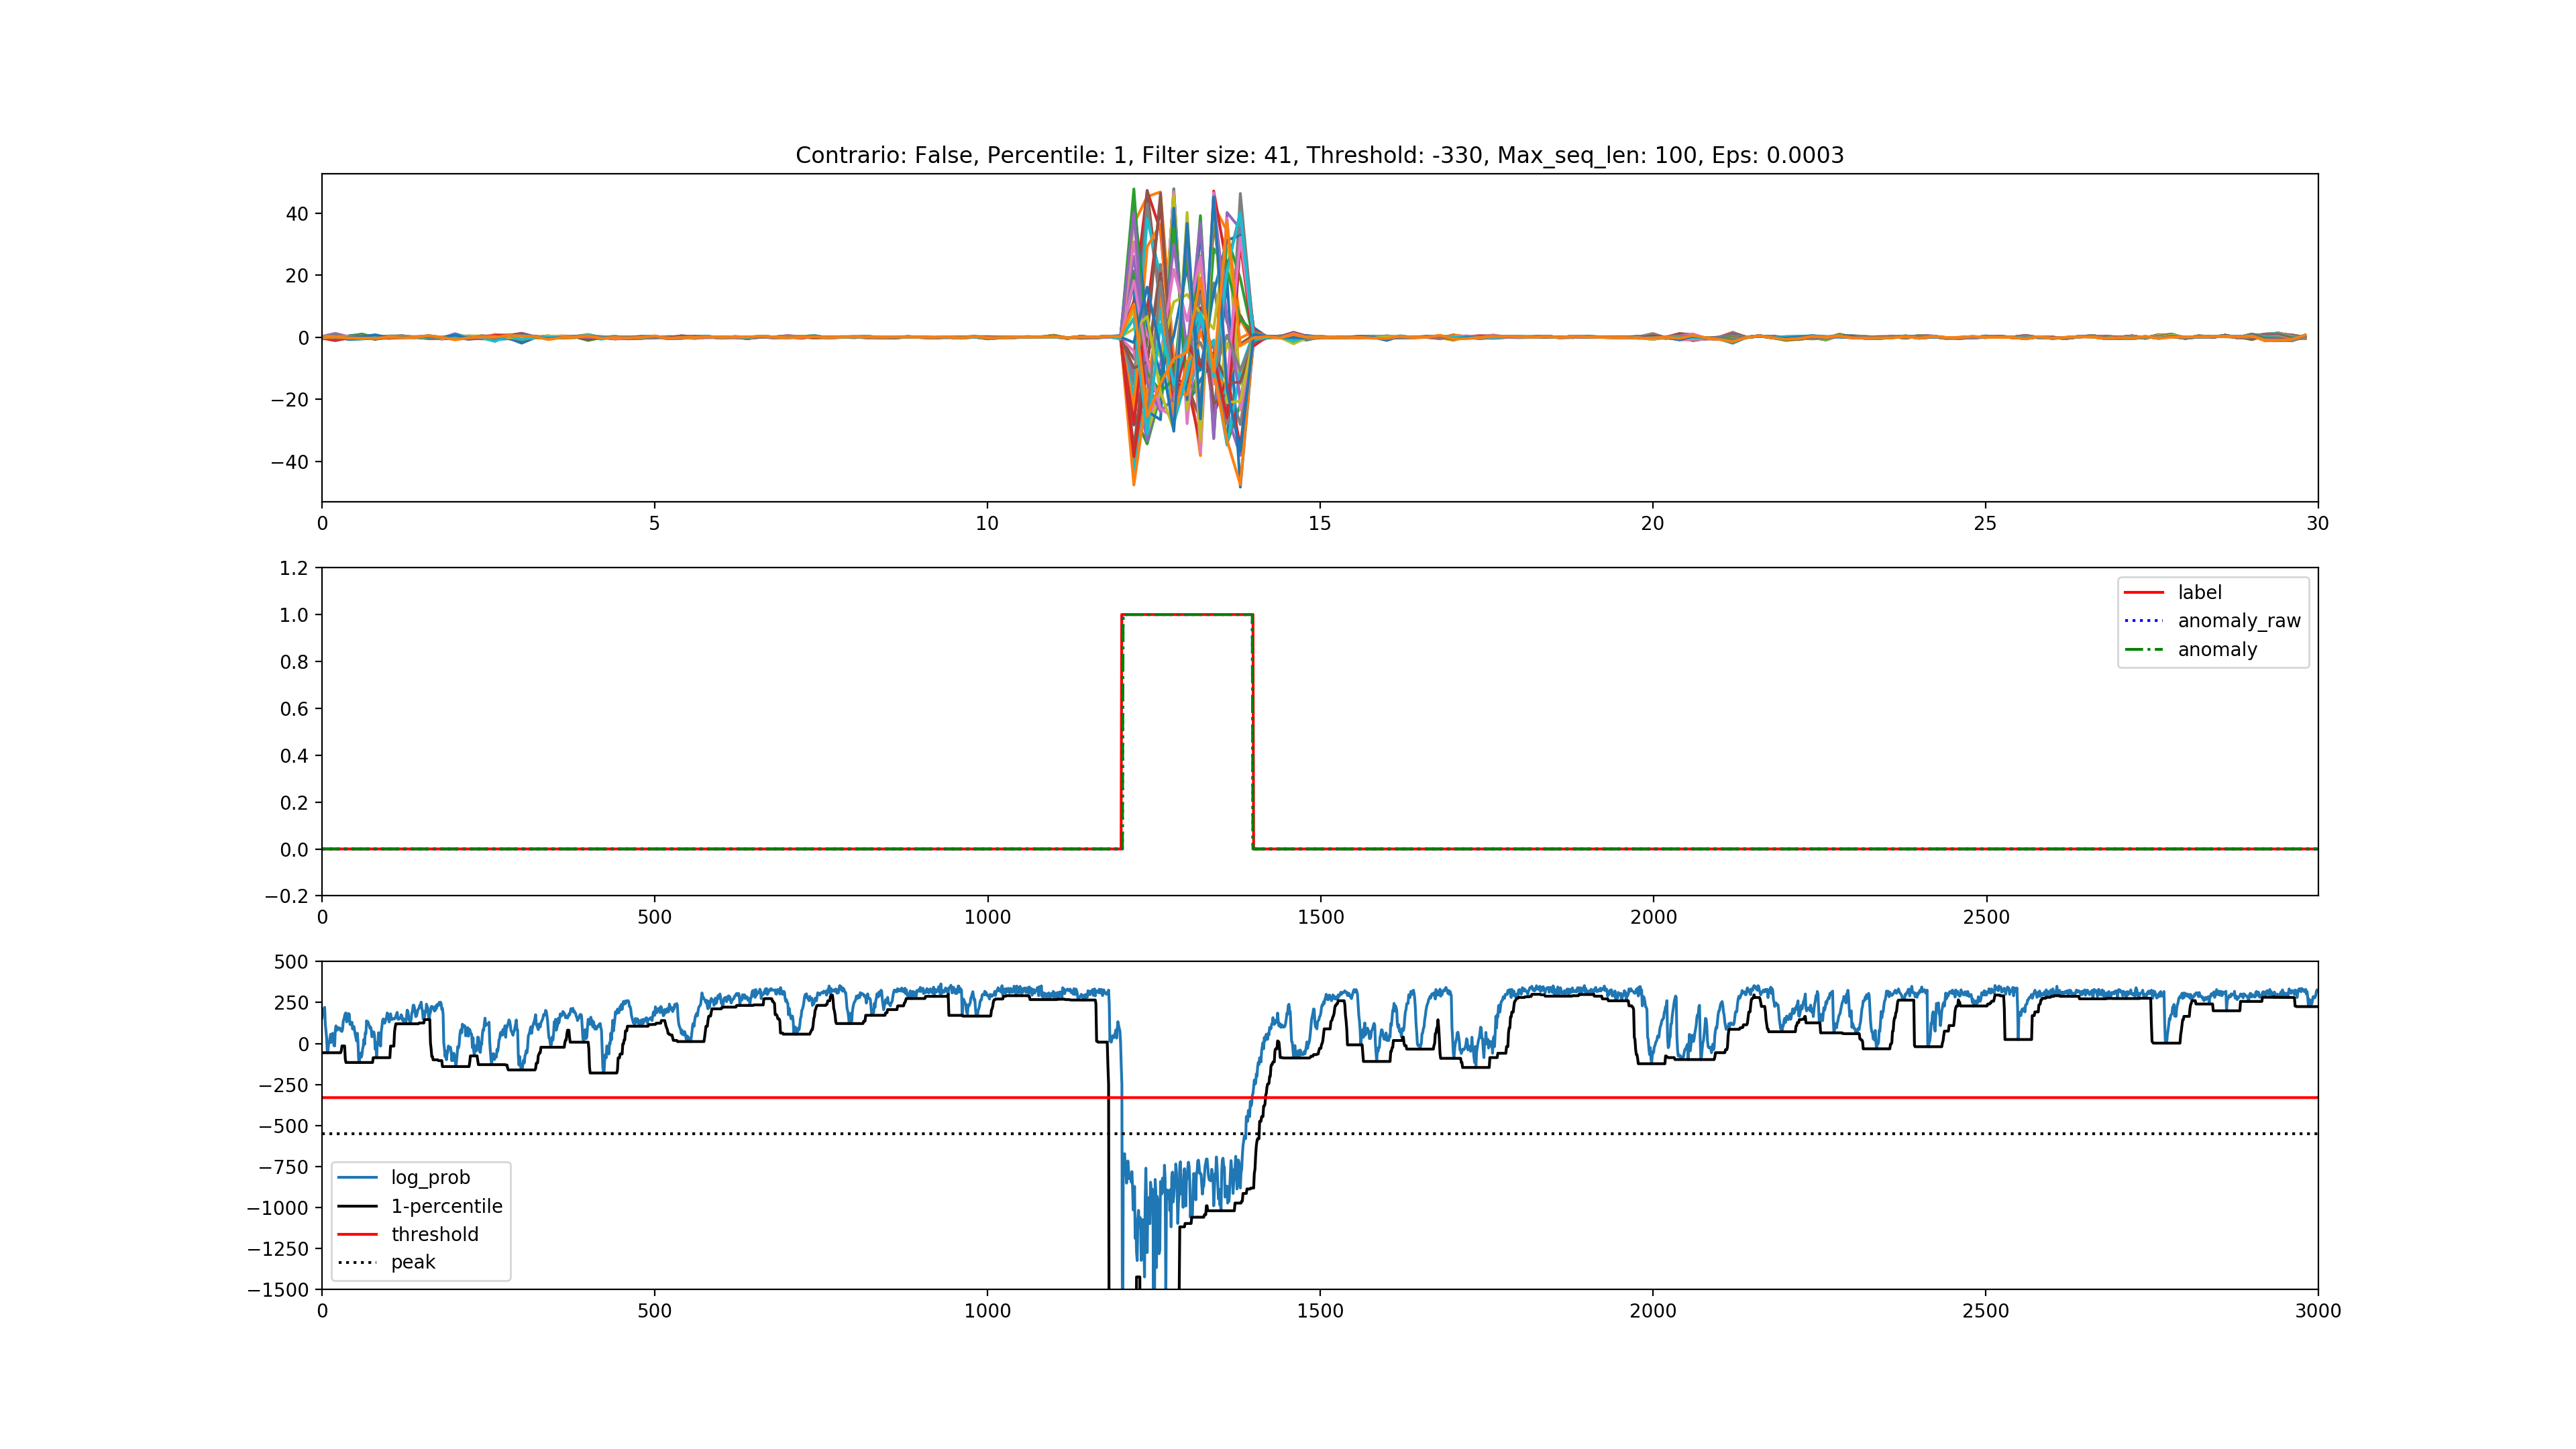 Contrario: False, Percentile: 1, Filter size: 41, Threshold: -330, Max_seq_len: 100, Eps: 0.0003
40
20
0
−20
−40
0 5 10 15 20 25 30
1.2
1.0
0.8
0.6
0.4
0.2
0.0
−0.2
label
anomaly_raw
anomaly
0 500 1000 1500 2000 2500
500
250
0
−250
−500
−750
−1000
−1250
−1500
log_prob
1-percentile
threshold
peak
0 500 1000 1500 2000 2500 3000